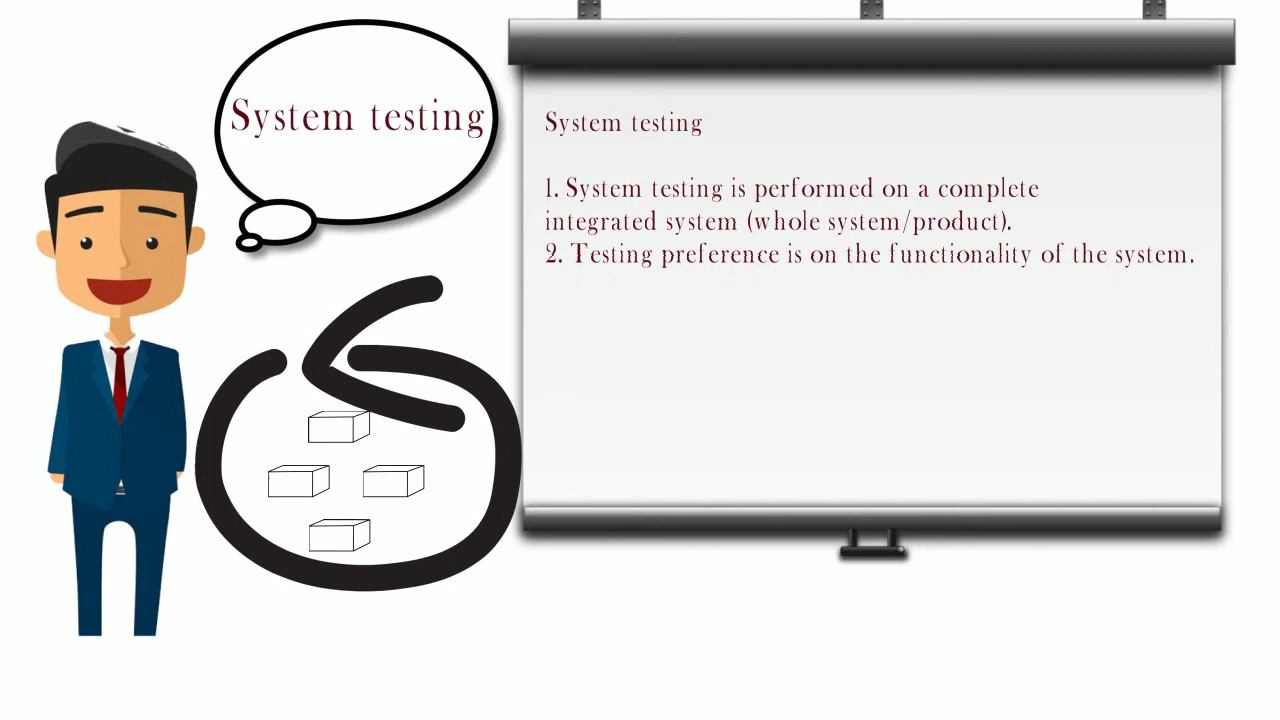 System testing
System testing
1. System testing is performed on a complete
integrated system (whole system/product).
2. Testing preference is on the functionality of the system.